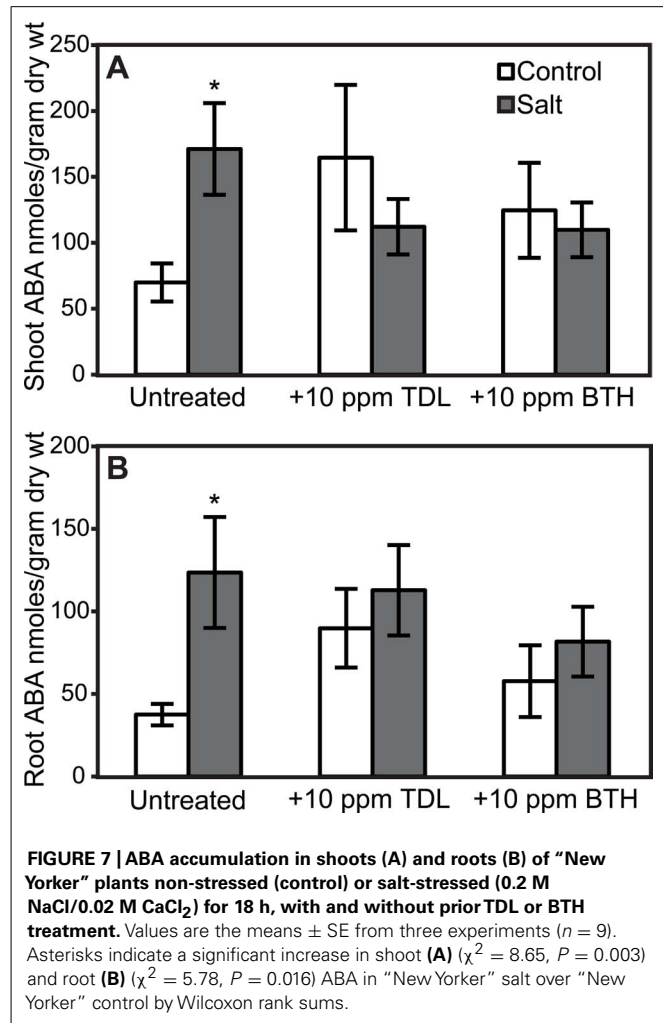 A
Control
Salt
*
250
200
150
100
50
0
Shoot ABA nmoles/gram dry wt
Untreated +10 ppm TDL +10 ppm BTH
B
*
200
150
100
50
0
Root ABA nmoles/gram dry wt
Untreated +10 ppm TDL +10 ppm BTH
FIGURE 7 | ABA accumulation in shoots (A) and roots (B) of “New
Yorker” plants non-stressed (control) or salt-stressed (0.2 M
NaCl/0.02 M CaCl₂) for 18 h, with and without prior TDL or BTH
treatment. Values are the means ± SE from three experiments (n = 9).
Asterisks indicate a significant increase in shoot (A) (χ² = 8.65, P = 0.003)
and root (B) (χ² = 5.78, P = 0.016) ABA in “New Yorker” salt over “New
Yorker” control by Wilcoxon rank sums.